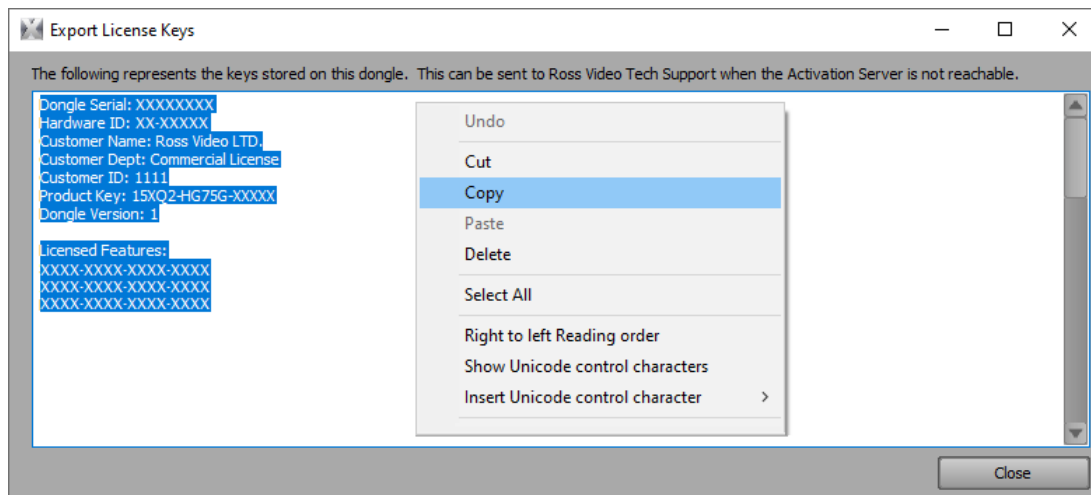 Export License Keys
The following represents the keys stored on this dongle. This can be sent to Ross Video Tech Support when the Activation Server is not reachable.
Dongle Serial: XXXXXXXX
Hardware ID: XX-XXXXX
Customer Name: Ross Video LTD.
Customer Dept: Commercial License
Customer ID: 1111
Product Key: 15XQ2-HG75G-XXXXX
Dongle Version: 1
Licensed Features:
XXXX-XXXX-XXXX-XXXX
XXXX-XXXX-XXXX-XXXX
XXXX-XXXX-XXXX-XXXX
Undo
Cut
Copy
Paste
Delete
Select All
Right to left Reading order
Show Unicode control characters
Insert Unicode control character
Close